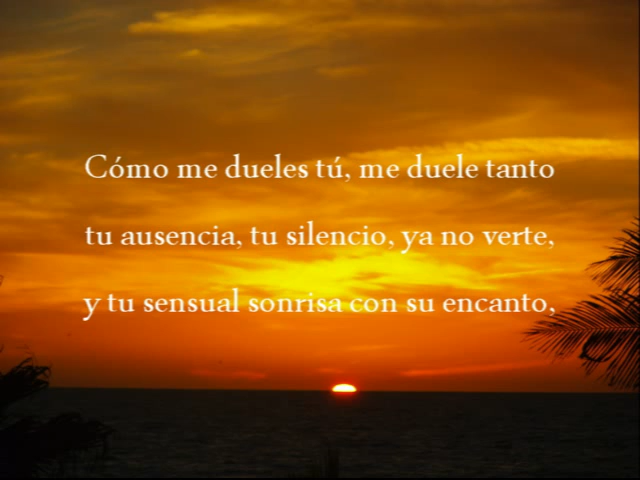 Cómo me dueles tú, me duele tanto
tu ausencia, tu silencio, ya no verte,
y tu sensual sonrisa con su encanto,